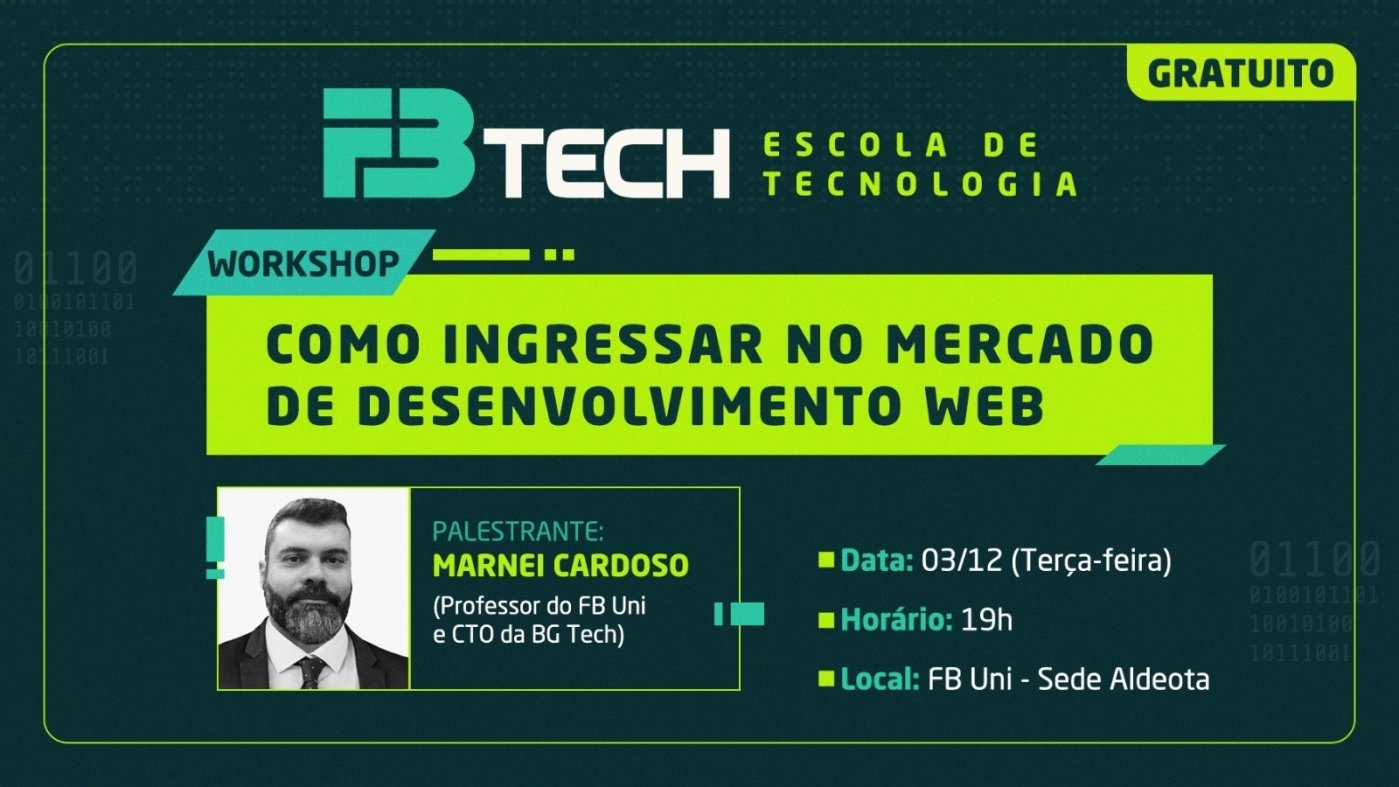 GRATUITO
FB TECH
ESCOLA DE
TECNOLOGIA
WORKSHOP
COMO INGRESSAR NO MERCADO
DE DESENVOLVIMENTO WEB
01100
0100101101
10010100
10111001
PALESTRANTE:
MARNEI CARDOSO
(Professor do FB Uni
e CTO da BG Tech)
Data: 03/12 (Terça-feira)
Horário: 19h
Local: FB Uni - Sede Aldeota
01100
0100101101
10010100
10111001